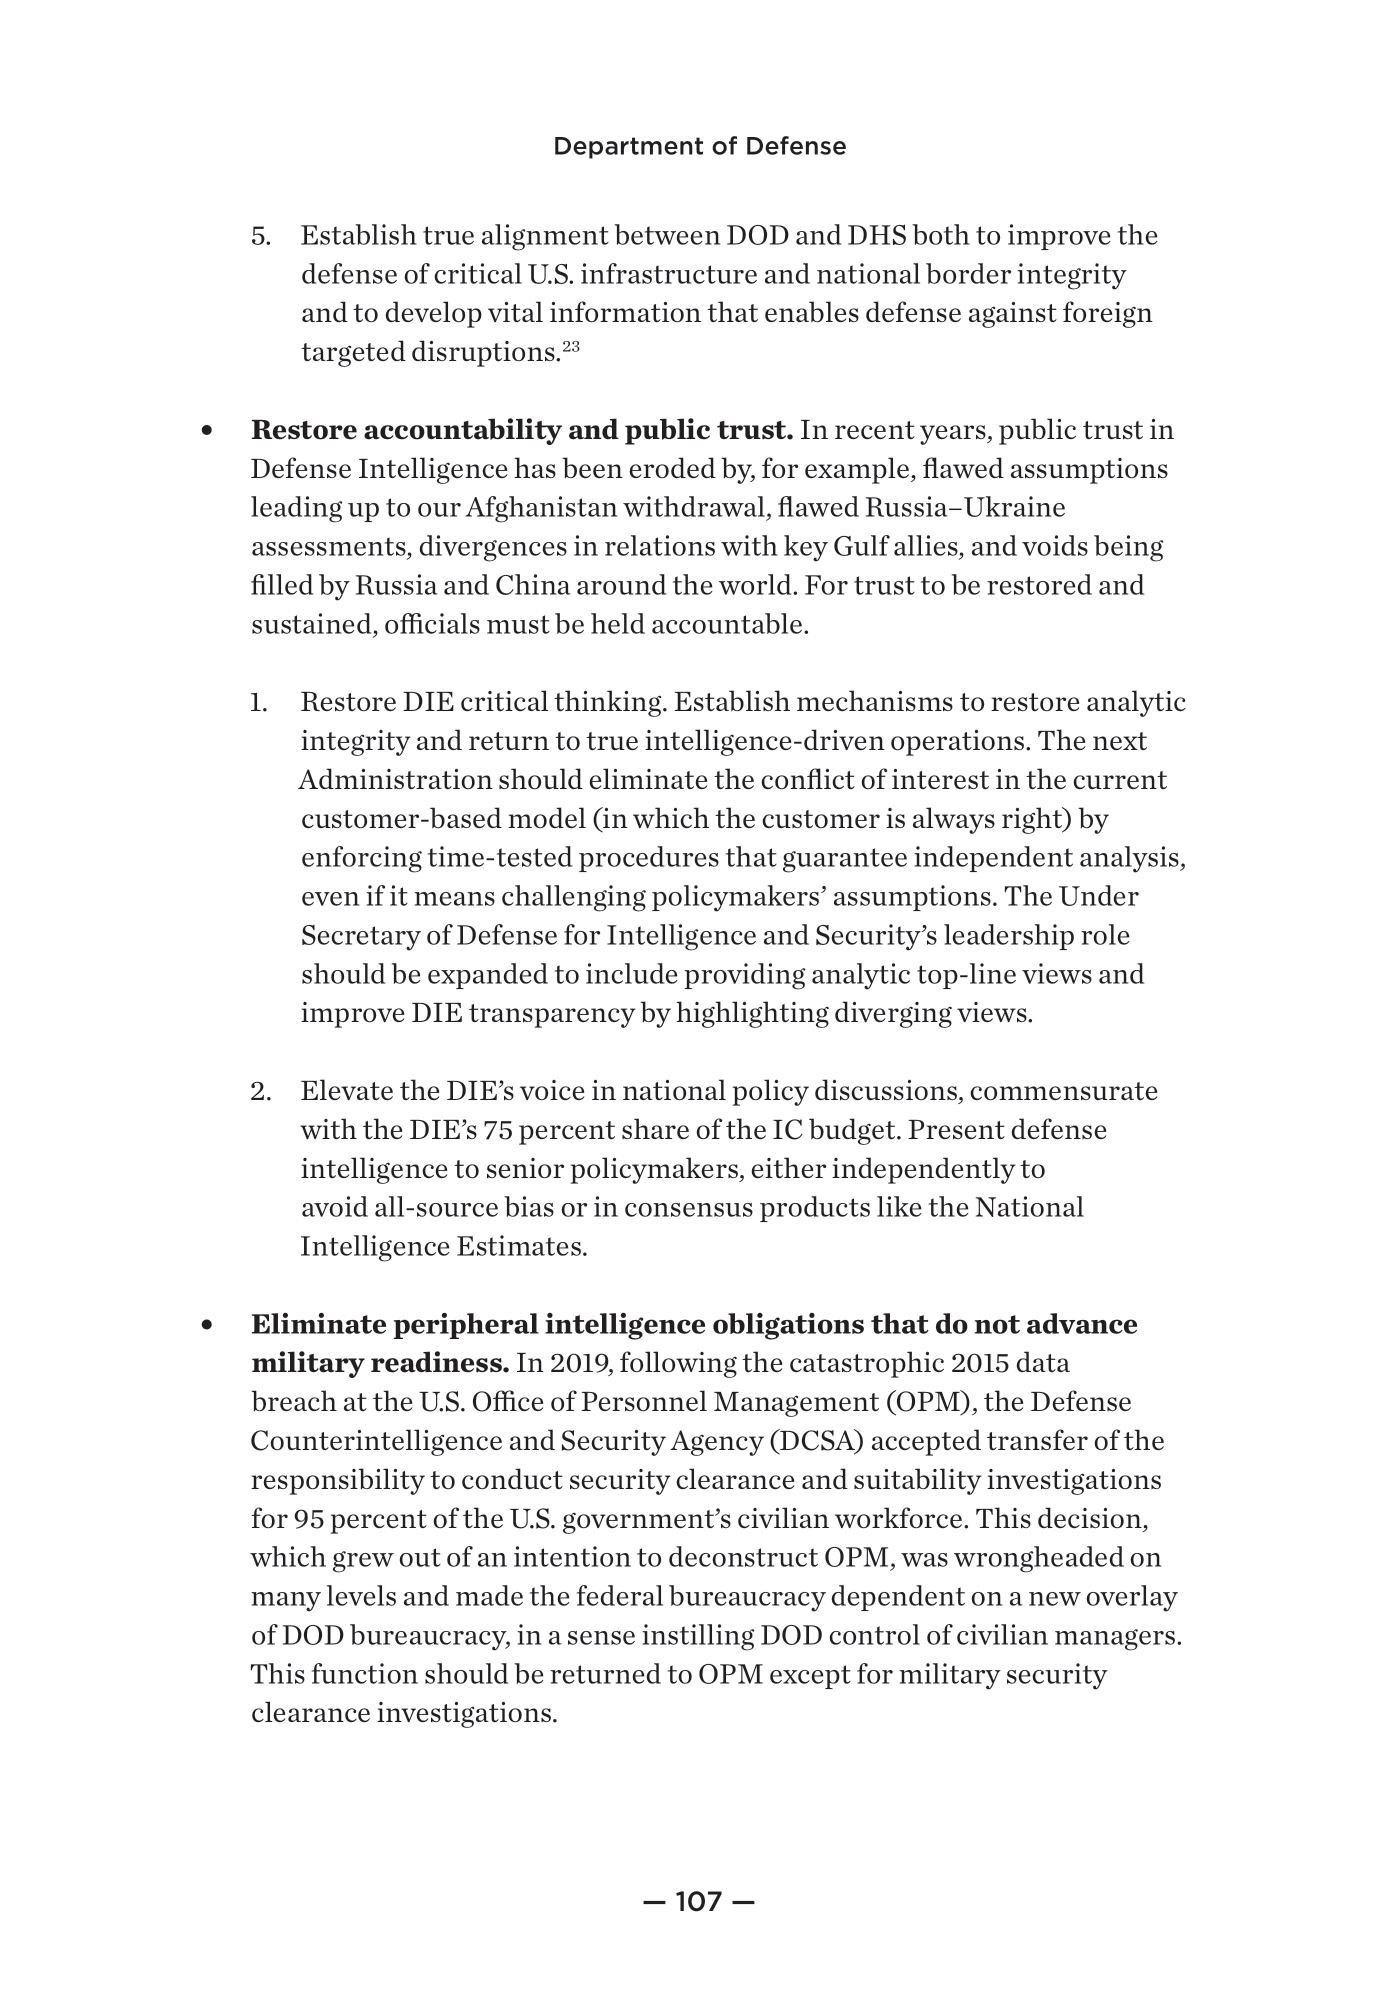 Department of Defense
5. Establish true alignment between DOD and DHS both to improve the
defense of critical U.S. infrastructure and national border integrity
and to develop vital information that enables defense against foreign
targeted disruptions.²³
• Restore accountability and public trust. In recent years, public trust in
Defense Intelligence has been eroded by, for example, flawed assumptions
leading up to our Afghanistan withdrawal, flawed Russia–Ukraine
assessments, divergences in relations with key Gulf allies, and voids being
filled by Russia and China around the world. For trust to be restored and
sustained, officials must be held accountable.
1. Restore DIE critical thinking. Establish mechanisms to restore analytic
integrity and return to true intelligence-driven operations. The next
Administration should eliminate the conflict of interest in the current
customer-based model (in which the customer is always right) by
enforcing time-tested procedures that guarantee independent analysis,
even if it means challenging policymakers’ assumptions. The Under
Secretary of Defense for Intelligence and Security’s leadership role
should be expanded to include providing analytic top-line views and
improve DIE transparency by highlighting diverging views.
2. Elevate the DIE’s voice in national policy discussions, commensurate
with the DIE’s 75 percent share of the IC budget. Present defense
intelligence to senior policymakers, either independently to
avoid all-source bias or in consensus products like the National
Intelligence Estimates.
• Eliminate peripheral intelligence obligations that do not advance
military readiness. In 2019, following the catastrophic 2015 data
breach at the U.S. Office of Personnel Management (OPM), the Defense
Counterintelligence and Security Agency (DCSA) accepted transfer of the
responsibility to conduct security clearance and suitability investigations
for 95 percent of the U.S. government’s civilian workforce. This decision,
which grew out of an intention to deconstruct OPM, was wrongheaded on
many levels and made the federal bureaucracy dependent on a new overlay
of DOD bureaucracy, in a sense instilling DOD control of civilian managers.
This function should be returned to OPM except for military security
clearance investigations.
— 107 —